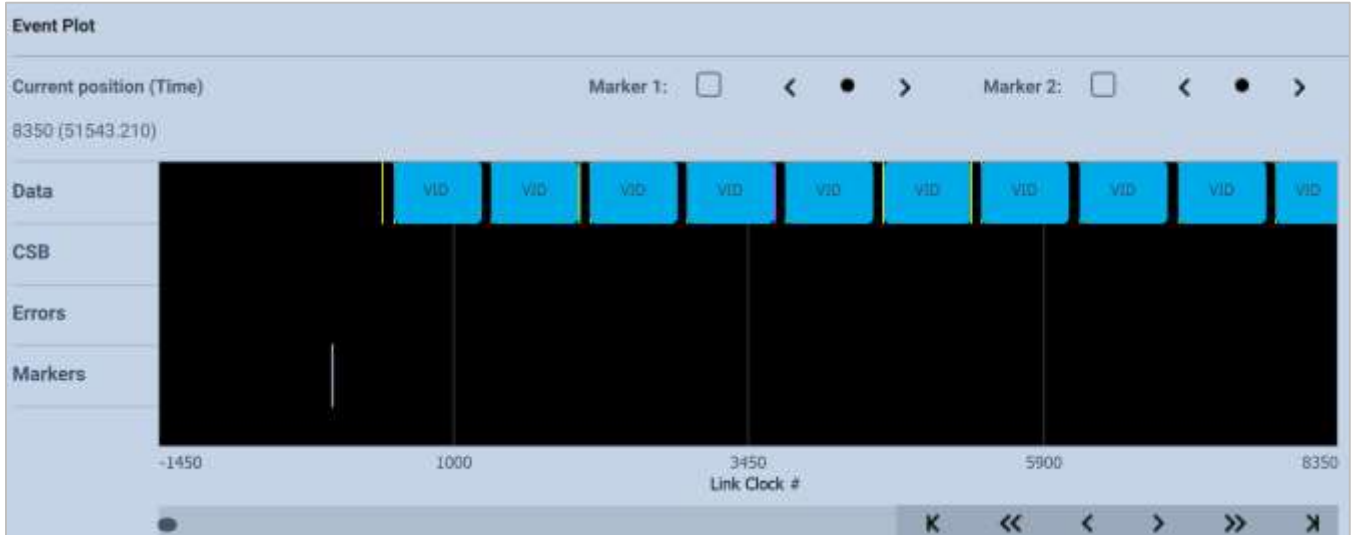 Event Plot
Current position (Time) Marker 1: Marker 2:
8350 (51543.210)
Data VID VID VID VID VID VID VID VID VID VID
CSB
Errors
Markers
-1450 1000 3450 5900 8350
Link Clock #